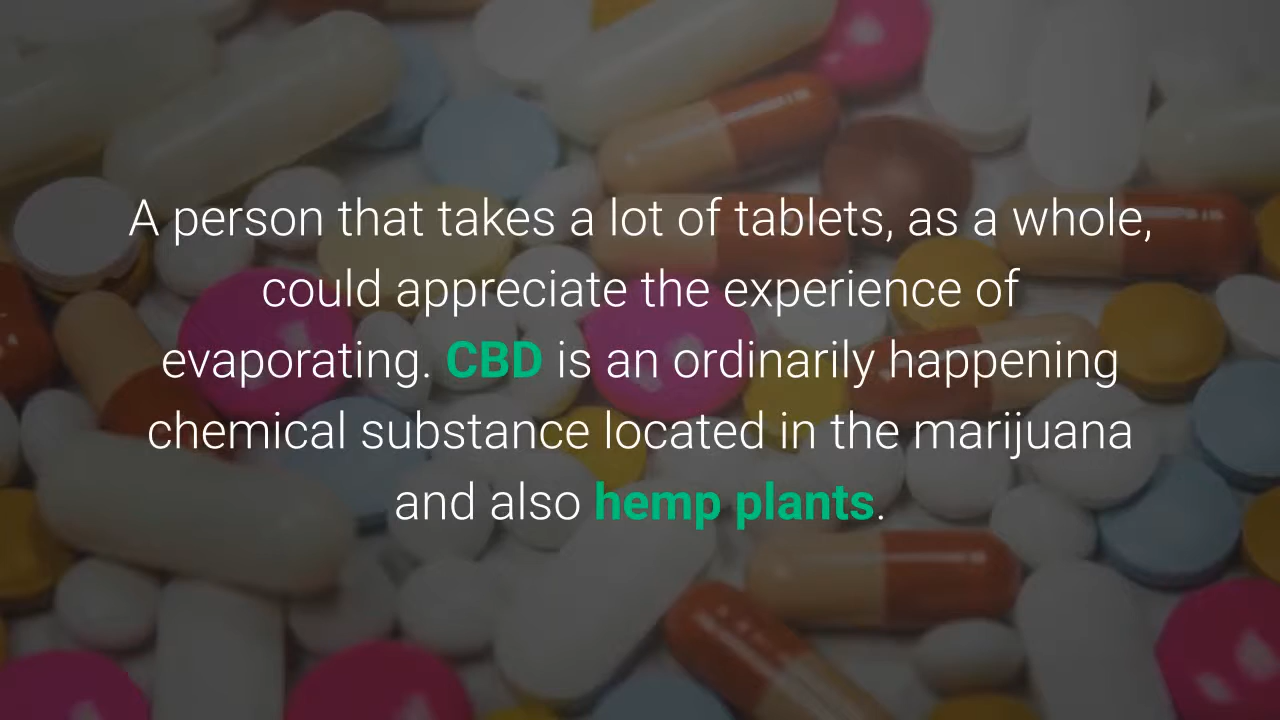 A person that takes a lot of tablets, as a whole,
could appreciate the experience of
evaporating. CBD is an ordinarily happening
chemical substance located in the marijuana
and also hemp plants.